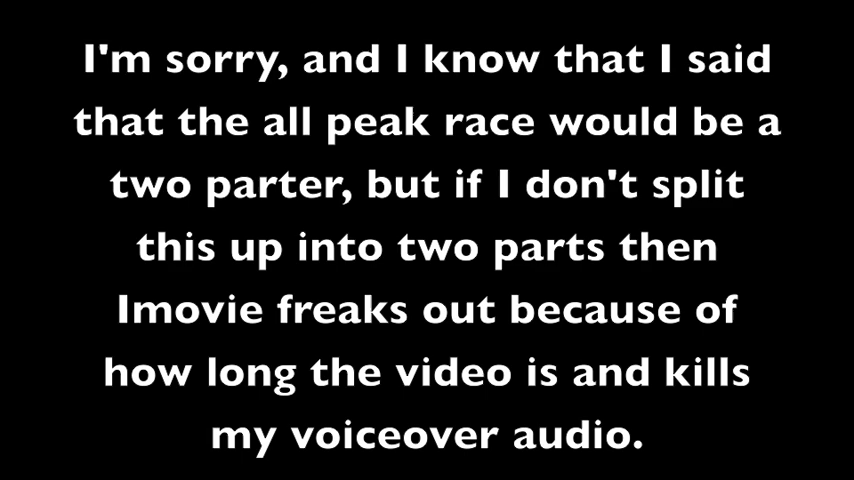 I'm sorry, and I know that I said
that the all peak race would be a
two parter, but if I don't split
this up into two parts then
Imovie freaks out because of
how long the video is and kills
my voiceover audio.